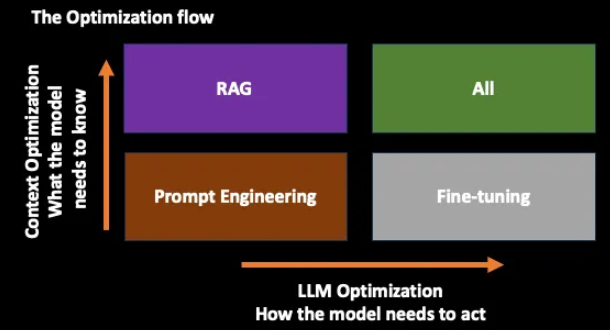 The Optimization flow
Context Optimization
What the model
needs to know
RAG
All
Prompt Engineering
Fine-tuning
LLM Optimization
How the model needs to act